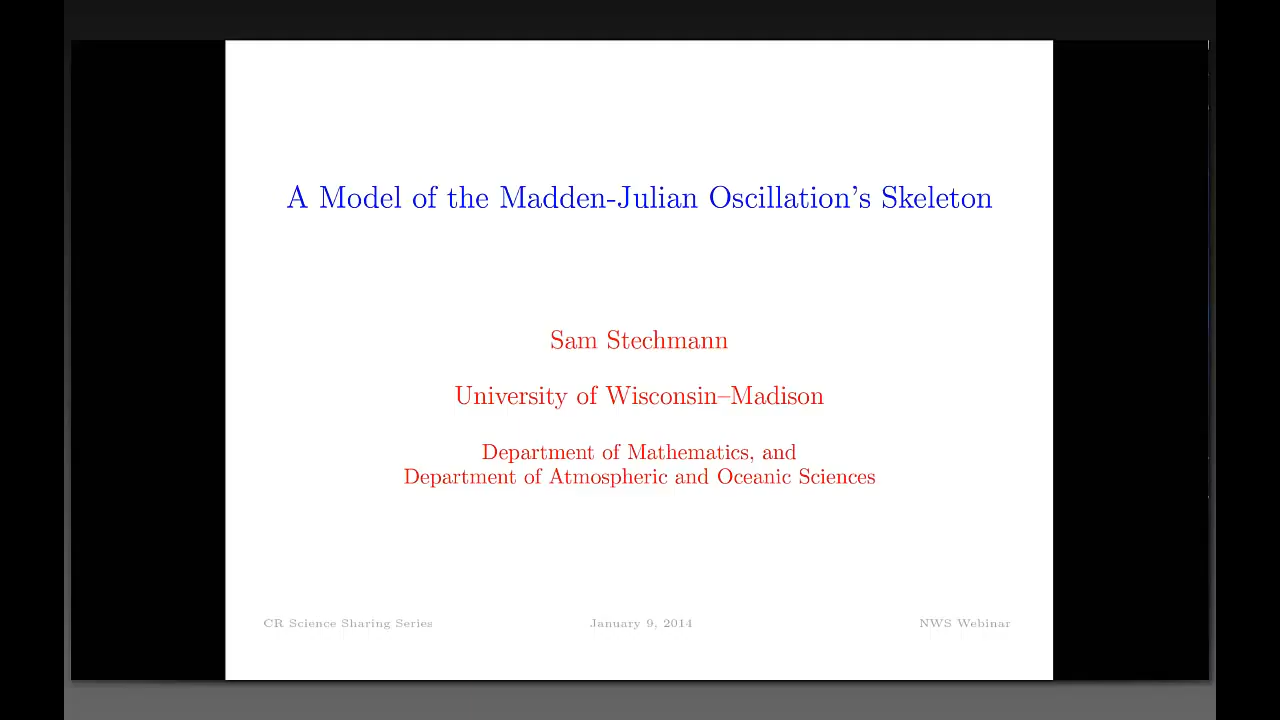 A Model of the Madden-Julian Oscillation's Skeleton
Sam Stechmann
University of Wisconsin–Madison
Department of Mathematics, and
Department of Atmospheric and Oceanic Sciences
CR Science Sharing Series January 9, 2014 NWS Webinar